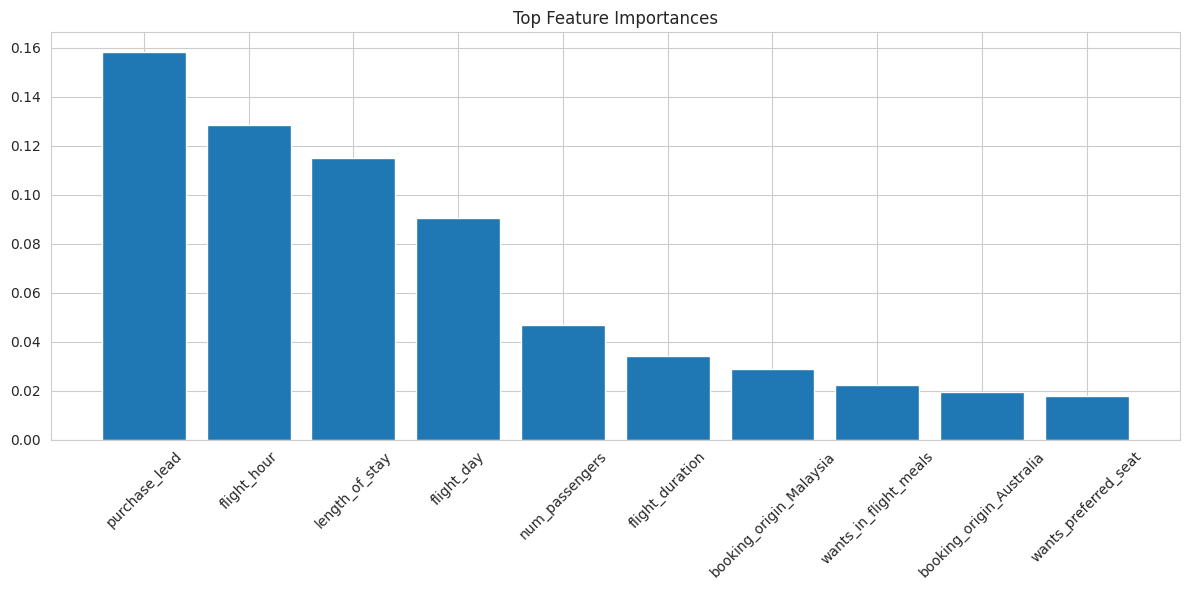 Top Feature Importances
0.16
0.14
0.12
0.10
0.08
0.06
0.04
0.02
0.00
purchase_lead
flight_hour
length_of_stay
flight_day
num_passengers
flight_duration
booking_origin_Malaysia
wants_in_flight_meals
booking_origin_Australia
wants_preferred_seat